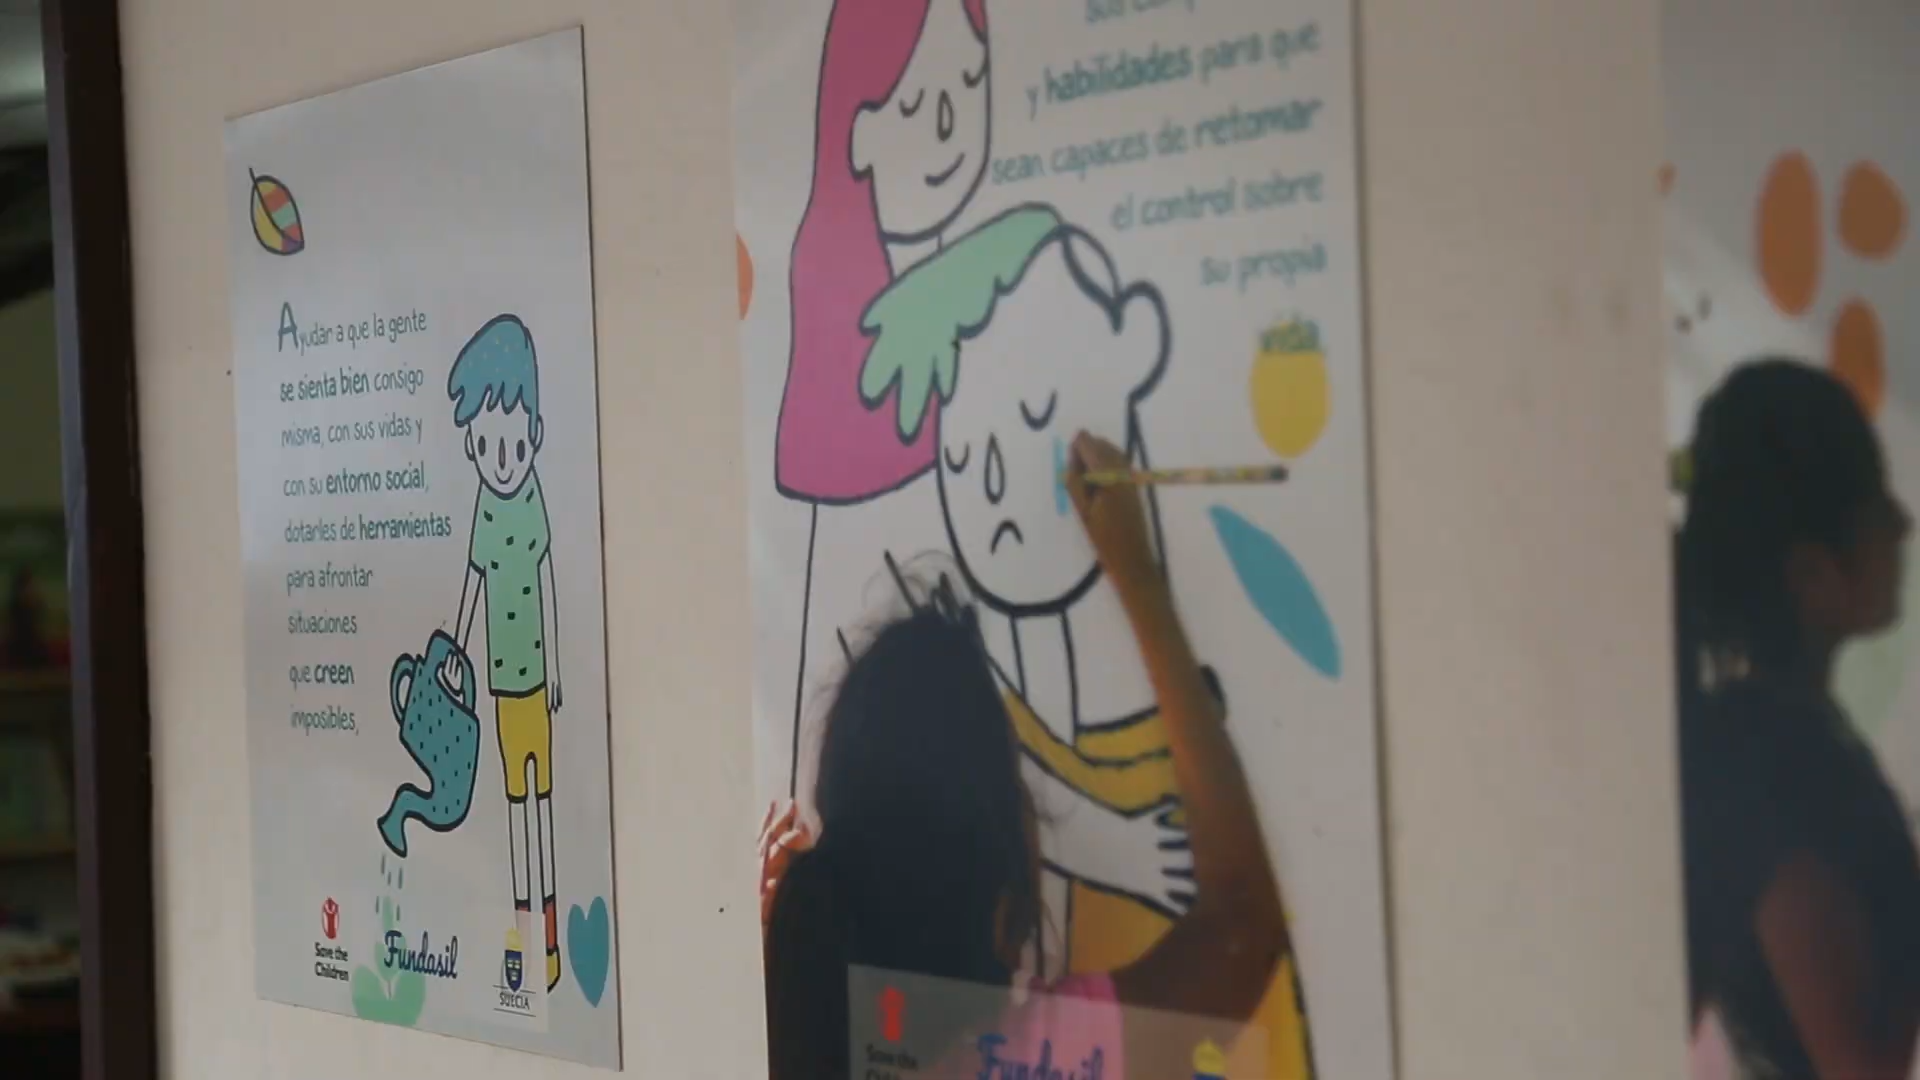 Ayudar a que la gente
se sienta bien consigo
misma, con sus vidas y
con su entorno social,
dotarles de herramientas
para afrontar
situaciones
que creen
imposibles,
Save the
Children
Fundasil
SUECIA
y habilidades para que
sean capaces de retomar
el control sobre
su propia
vida.
Save the
Fundasil